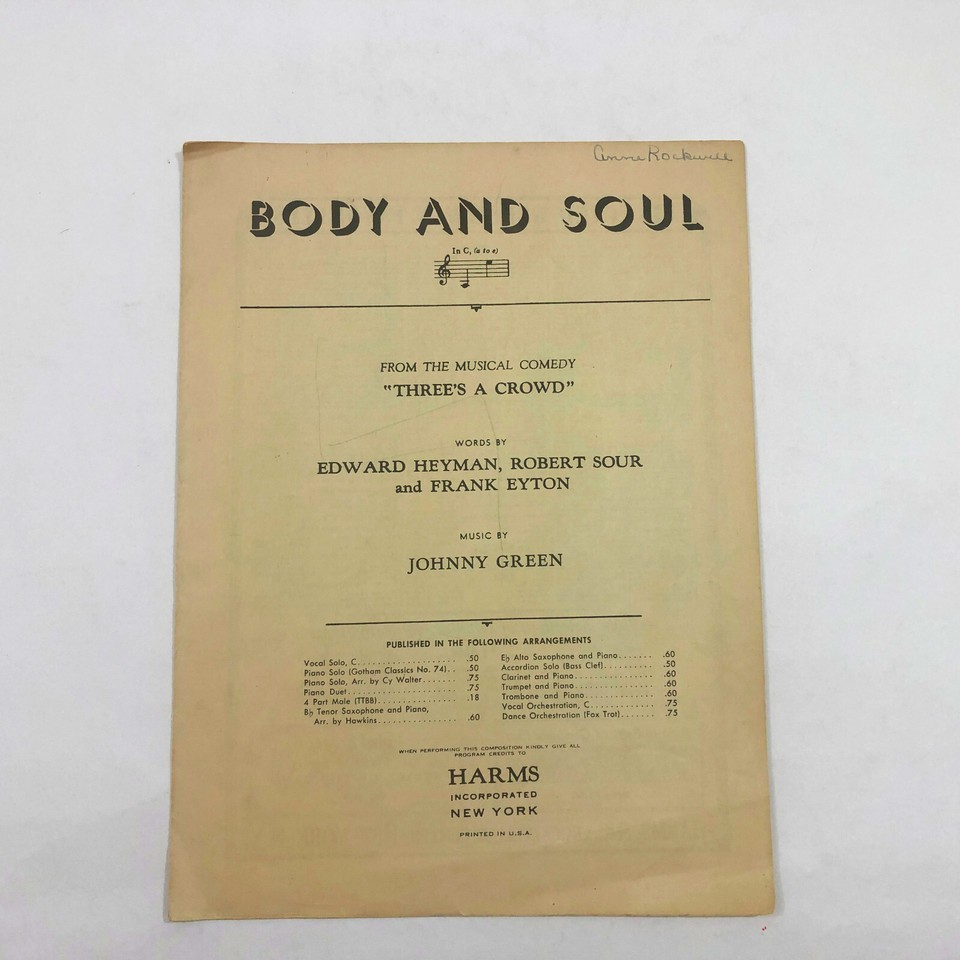 Anne Rockwell
BODY AND SOUL
In C, (a to e)
FROM THE MUSICAL COMEDY
"THREE'S A CROWD"
WORDS BY
EDWARD HEYMAN, ROBERT SOUR
and FRANK EYTON
MUSIC BY
JOHNNY GREEN
PUBLISHED IN THE FOLLOWING ARRANGEMENTS
Vocal Solo, C . . . . . . . . . . . . . . . . . . . .50
Piano Solo (Gotham Classics No. 74) . . .50
Piano Solo, Arr. by Cy Walter . . . . . . . .75
Piano Duet . . . . . . . . . . . . . . . . . . . . .75
4 Part Male (TTBB) . . . . . . . . . . . . . . . .18
B♭ Tenor Saxophone and Piano,
Arr. by Hawkins . . . . . . . . . . . . . . . . .60
E♭ Alto Saxophone and Piano . . . . . . . .60
Accordion Solo (Bass Clef) . . . . . . . . . .50
Clarinet and Piano . . . . . . . . . . . . . . . .60
Trumpet and Piano . . . . . . . . . . . . . . . .60
Trombone and Piano . . . . . . . . . . . . . .60
Vocal Orchestration, C . . . . . . . . . . . . .75
Dance Orchestration (Fox Trot) . . . . . . .75
WHEN PERFORMING THIS COMPOSITION KINDLY GIVE ALL
PROGRAM CREDITS TO
HARMS
INCORPORATED
NEW YORK
PRINTED IN U.S.A.